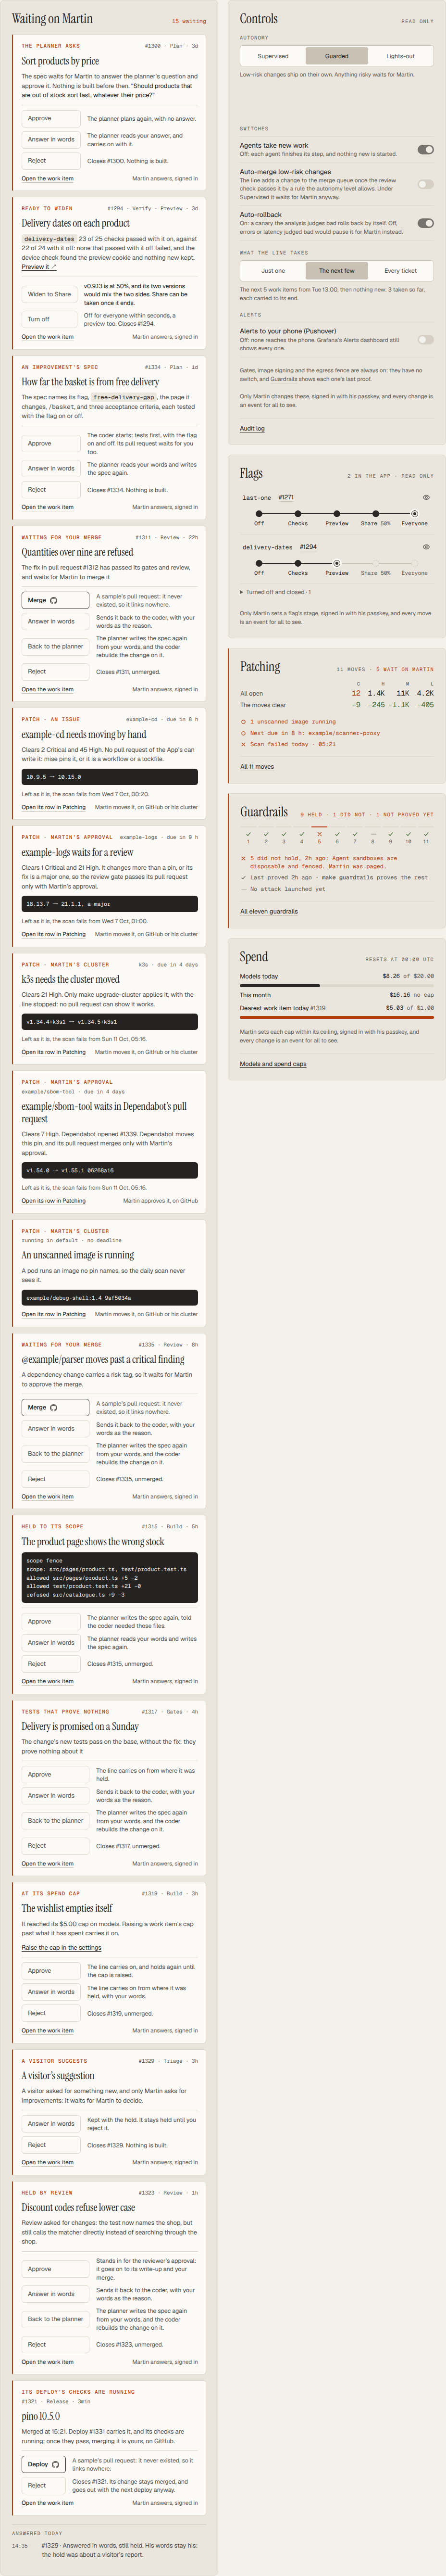 Waiting on Martin
15 waiting
THE PLANNER ASKS
#1300 · Plan · 3d
Sort products by price
The spec waits for Martin to answer the planner's question and
approve it. Nothing is built before then. "Should products that
are out of stock sort last, whatever their price?"
Approve
The planner plans again, with no answer.
Answer in words
The planner reads your answer, and
carries on with it.
Reject
Closes #1300. Nothing is built.
Open the work item
Martin answers, signed in
READY TO WIDEN
#1294 · Verify · Preview · 3d
Delivery dates on each product
delivery-dates 23 of 25 checks passed with it on, against
22 of 24 with it off: none that passed with it off failed, and the
device check found the preview cookie and nothing new kept.
Preview it ↗
Widen to Share
v0.93.0 is at 50%, and its two versions
would mix the two sides. Share can be
taken once it ends.
Turn off
Off for everyone within seconds, a
preview too. Closes #1294.
Open the work item
Martin answers, signed in
AN IMPROVEMENT'S SPEC
#1334 · Plan · 1d
How far the basket is from free delivery
The spec names its flag, free-delivery-gap, the page it
changes, /basket, and three acceptance criteria, each tested
with the flag on or off.
Approve
The coder starts: tests first, with the flag
on and off. Its pull request waits for you
too.
Answer in words
The planner reads your words and writes
the spec again.
Reject
Closes #1334. Nothing is built.
Open the work item
Martin answers, signed in
WAITING FOR YOUR MERGE
#1311 · Review · 22h
Quantities over nine are refused
The fix in pull request #1312 has passed its gates and review,
and waits for Martin to merge it
Merge
A sample's pull request: it never
existed, so it links nowhere.
Answer in words
Sends it back to the coder, with your
words as the reason.
Back to the planner
The planner writes the spec again
from your words, and the coder
rebuilds the change on it.
Reject
Closes #1311, unmerged.
Open the work item
Martin answers, signed in
PATCH · AN ISSUE
example-cd · due in 8 h
example-cd needs moving by hand
Clears 2 Critical and 45 High. No pull request of the App's can
write it: mise pins it, or it is a workflow or a lockfile.
10.9.5 → 10.15.0
Left as it is, the scan fails from Wed 7 Oct, 00:20.
Open its row in Patching
Martin moves it, on GitHub or his cluster
PATCH · MARTIN'S APPROVAL
example-logs · due in 9 h
example-logs waits for a review
Clears 1 Critical and 21 High. It changes more than a pin, or its
fix is a major one, so the review gate passes its pull request
only with Martin's approval.
18.13.7 → 21.1.1, a major
Left as it is, the scan fails from Wed 7 Oct, 01:00.
Open its row in Patching
Martin moves it, on GitHub or his cluster
PATCH · MARTIN'S CLUSTER
k3s · due in 4 days
k3s needs the cluster moved
Clears 21 High. Only make upgrade-cluster applies it, with the
line stopped: no pull request can show it works.
v1.34.4+k3s1 → v1.34.5+k3s1
Left as it is, the scan fails from Sun 11 Oct, 05:16.
Open its row in Patching
Martin moves it, on GitHub or his cluster
PATCH · MARTIN'S APPROVAL
example/sbom-tool · due in 4 days
example/sbom-tool waits in Dependabot's pull
request
Clears 7 High. Dependabot opened #1339. Dependabot moves
this pin, and its pull request merges only with Martin's
approval.
v1.54.0 → v1.55.1 06268a16
Left as it is, the scan fails from Sun 11 Oct, 05:16.
Open its row in Patching
Martin approves it, on GitHub
PATCH · MARTIN'S CLUSTER
running in default · no deadline
An unscanned image is running
A pod runs an image no pin names, so the daily scan never
sees it.
example/debug-shell:1.4 9af5034a
Open its row in Patching
Martin moves it, on GitHub or his cluster
WAITING FOR YOUR MERGE
#1335 · Review · 8h
@example/parser moves past a critical finding
A dependency change carries a risk tag, so it waits for Martin
to approve the merge.
Merge
A sample's pull request: it never
existed, so it links nowhere.
Answer in words
Sends it back to the coder, with your
words as the reason.
Back to the planner
The planner writes the spec again
from your words, and the coder
rebuilds the change on it.
Reject
Closes #1335, unmerged.
Open the work item
Martin answers, signed in
HELD TO ITS SCOPE
#1315 · Build · 5h
The product page shows the wrong stock
scope fence
scope: src/pages/product.ts, test/product.test.ts
allowed src/pages/product.ts +5 −2
allowed test/product.test.ts +21 −0
refused src/catalogue.ts +9 −3
Approve
The planner writes the spec again, told
the coder needed those files.
Answer in words
The planner reads your words and writes
the spec again.
Reject
Closes #1315, unmerged.
Open the work item
Martin answers, signed in
TESTS THAT PROVE NOTHING
#1317 · Gates · 4h
Delivery is promised on a Sunday
The change's new tests pass on the base, without the fix: they
prove nothing about it
Approve
The line carries on from where it was
held.
Answer in words
Sends it back to the coder, with your
words as the reason.
Back to the planner
The planner writes the spec again
from your words, and the coder
rebuilds the change on it.
Reject
Closes #1317, unmerged.
Open the work item
Martin answers, signed in
AT ITS SPEND CAP
#1319 · Build · 3h
The wishlist empties itself
It reached its $5.00 cap on models. Raising a work item's cap
past what it has spent carries it on.
Raise the cap in the settings
Approve
The line carries on, and holds again until
the cap is raised.
Answer in words
The line carries on from where it was
held, with your words.
Reject
Closes #1319, unmerged.
Open the work item
Martin answers, signed in
A VISITOR SUGGESTS
#1329 · Triage · 3h
A visitor's suggestion
A visitor asked for something new, and only Martin asks for
improvements: it waits for Martin to decide.
Answer in words
Kept with the hold. It stays held until you
reject it.
Reject
Closes #1329. Nothing is built.
Open the work item
Martin answers, signed in
HELD BY REVIEW
#1323 · Review · 1h
Discount codes refuse lower case
Review asked for changes: the test now names the shop, but
still calls the matcher directly instead of searching through the
shop.
Approve
Stands in for the reviewer's approval:
it goes on to its write-up and your
merge.
Answer in words
Sends it back to the coder, with your
words as the reason.
Back to the planner
The planner writes the spec again
from your words, and the coder
rebuilds the change on it.
Reject
Closes #1323, unmerged.
Open the work item
Martin answers, signed in
ITS DEPLOY'S CHECKS ARE RUNNING
#1321 · Release · 3min
pino 10.5.0
Merged at 15:21. Deploy #1331 carries it, and its checks are
running; once they pass, merging it is yours, on GitHub.
Deploy
A sample's pull request: it never existed, so it
links nowhere.
Reject
Closes #1321. Its change stays merged, and
goes out with the next deploy anyway.
Open the work item
Martin answers, signed in
ANSWERED TODAY
14:35
#1329 · Answered in words, still held. His words stay his:
the hold was about a visitor's report.
Controls
READ ONLY
AUTONOMY
Supervised
Guarded
Lights-out
Low-risk changes ship on their own. Anything risky waits for Martin.
SWITCHES
Agents take new work
Off: each agent finishes its step, and nothing new is started.
Auto-merge low-risk changes
The line adds a change to the merge queue once the review
check passes it by a rule the autonomy level allows. Under
Supervised it waits for Martin anyway.
Auto-rollback
On: a canary the analysis judges bad rolls back by itself. Off,
errors or latency judged bad would pause it for Martin instead.
WHAT THE LINE TAKES
Just one
The next few
Every ticket
The next 5 work items from Tue 13:00, then nothing new: 3 taken so far,
each carried to its end.
ALERTS
Alerts to your phone (Pushover)
Off: none reaches the phone. Grafana's Alerts dashboard still
shows every one.
Gates, image signing and the egress fence are always on: they have no
switch, and Guardrails shows each one's last proof.
Only Martin changes these, signed in with his passkey, and every change is
an event for all to see.
Audit log
Flags
2 IN THE APP · READ ONLY
last-one #1271
Off
Checks
Preview
Share 50%
Everyone
delivery-dates #1294
Off
Checks
Preview
Share 50%
Everyone
▶ Turned off and closed · 1
Only Martin sets a flag's stage, signed in with his passkey, and every move
is an event for all to see.
Patching
11 MOVES · 5 WAIT ON MARTIN
C H M L
All open 12 1.4K 11K 4.2K
The moves clear −9 −245 −1.1K −405
1 unscanned image running
Next due in 8 h: example/scanner-proxy
Scan failed today · 05:21
All 11 moves
Guardrails
9 HELD · 1 DID NOT · 1 NOT PROVED YET
1 2 3 4 5 6 7 8 9 10 11
5 did not hold, 2h ago: Agent sandboxes are
disposable and fenced. Martin was paged.
Last proved 2h ago · make guardrails proves the rest
No attack launched yet
All eleven guardrails
Spend
RESETS AT 00:00 UTC
Models today
$8.26 of $20.00
This month
$16.16 no cap
Dearest work item today #1319
$5.03 of $1.00
Martin sets each cap within its ceiling, signed in with his passkey, and
every change is an event for all to see.
Models and spend caps